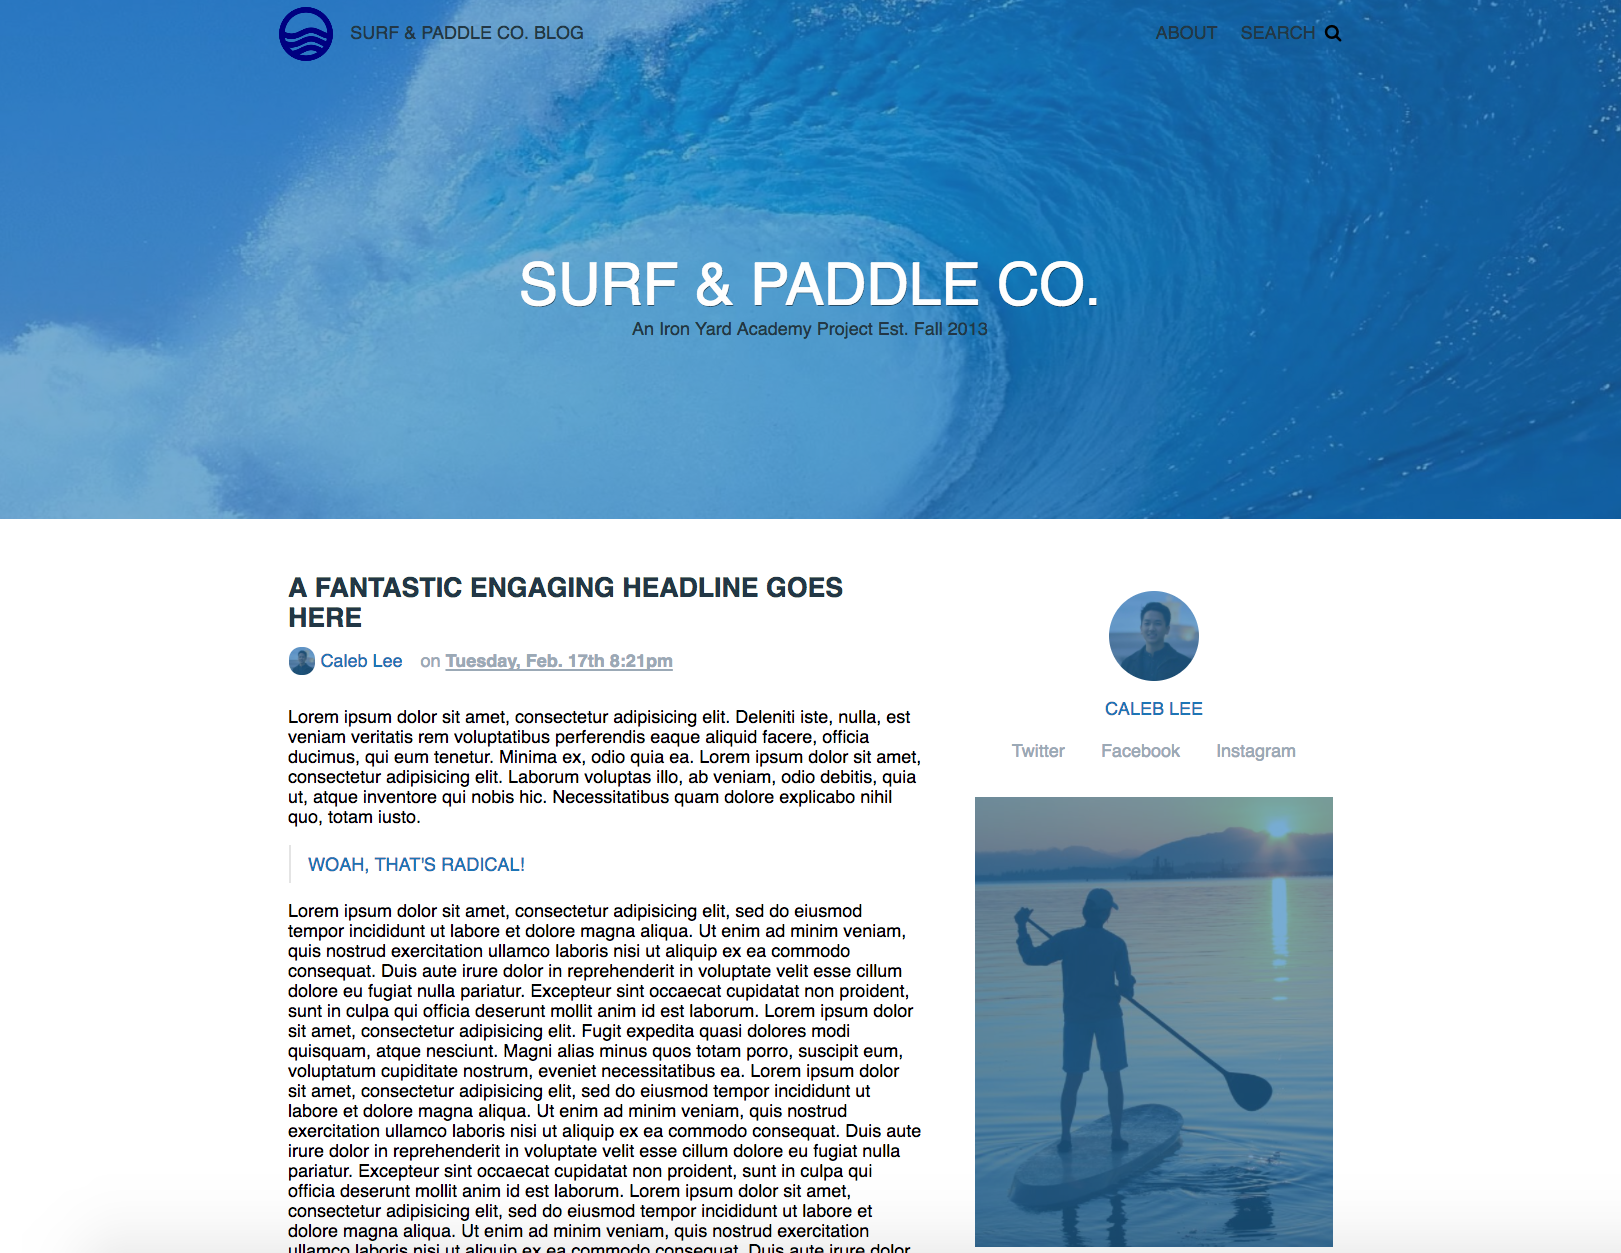 SURF & PADDLE CO. BLOG
ABOUT
SEARCH
SURF & PADDLE CO.
An Iron Yard Academy Project Est. Fall 2013
A FANTASTIC ENGAGING HEADLINE GOES
HERE
Caleb Lee on Tuesday, Feb. 17th 8:21pm
Lorem ipsum dolor sit amet, consectetur adipisicing elit. Deleniti iste, nulla, est
veniam veritatis rem voluptatibus perferendis eaque aliquid facere, officia
ducimus, qui eum tenetur. Minima ex, odio quia ea. Lorem ipsum dolor sit amet,
consectetur adipisicing elit. Laborum voluptas illo, ab veniam, odio debitis, quia
ut, atque inventore qui nobis hic. Necessitatibus quam dolore explicabo nihil
quo, totam iusto.
WOAH, THAT'S RADICAL!
Lorem ipsum dolor sit amet, consectetur adipisicing elit, sed do eiusmod
tempor incididunt ut labore et dolore magna aliqua. Ut enim ad minim veniam,
quis nostrud exercitation ullamco laboris nisi ut aliquip ex ea commodo
consequat. Duis aute irure dolor in reprehenderit in voluptate velit esse cillum
dolore eu fugiat nulla pariatur. Excepteur sint occaecat cupidatat non proident,
sunt in culpa qui officia deserunt mollit anim id est laborum. Lorem ipsum dolor
sit amet, consectetur adipisicing elit. Fugit expedita quasi dolores modi
quisquam, atque nesciunt. Magni alias minus quos totam porro, suscipit eum,
voluptatum cupiditate nostrum, eveniet necessitatibus ea. Lorem ipsum dolor
sit amet, consectetur adipisicing elit, sed do eiusmod tempor incididunt ut
labore et dolore magna aliqua. Ut enim ad minim veniam, quis nostrud
exercitation ullamco laboris nisi ut aliquip ex ea commodo consequat. Duis aute
irure dolor in reprehenderit in voluptate velit esse cillum dolore eu fugiat nulla
pariatur. Excepteur sint occaecat cupidatat non proident, sunt in culpa qui
officia deserunt mollit anim id est laborum. Lorem ipsum dolor sit amet,
consectetur adipisicing elit, sed do eiusmod tempor incididunt ut labore et
dolore magna aliqua. Ut enim ad minim veniam, quis nostrud exercitation
ullamco laboris nisi ut aliquip ex ea commodo consequat. Duis aute irure dolor
CALEB LEE
Twitter Facebook Instagram